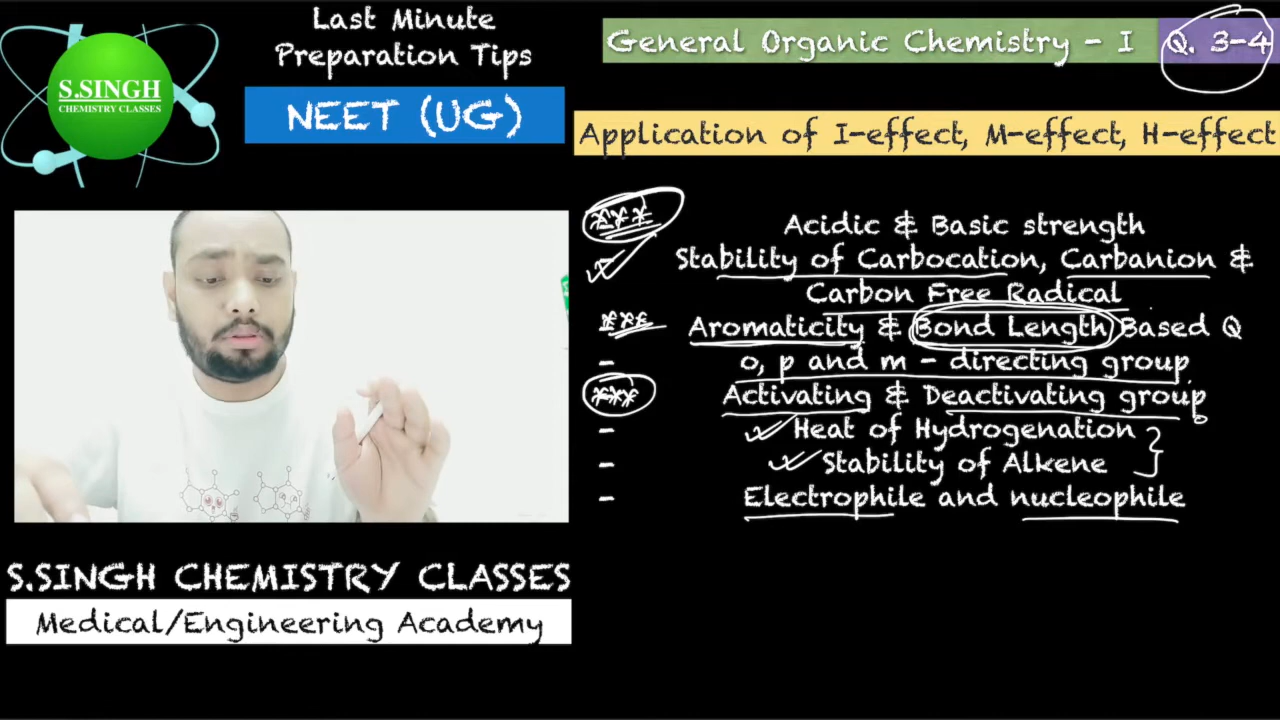 Last Minute
Preparation Tips
NEET (UG)
S.SINGH
CHEMISTRY CLASSES
General Organic Chemistry - I
Q. 3-4
Application of I-effect, M-effect, H-effect
*** Acidic & Basic strength
Stability of Carbocation, Carbanion &
Carbon Free Radical
*** Aromaticity & Bond Length Based Q
- o, p and m - directing group
*** Activating & Deactivating group
- Heat of Hydrogenation
- Stability of Alkene
- Electrophile and nucleophile
S.SINGH CHEMISTRY CLASSES
Medical/Engineering Academy